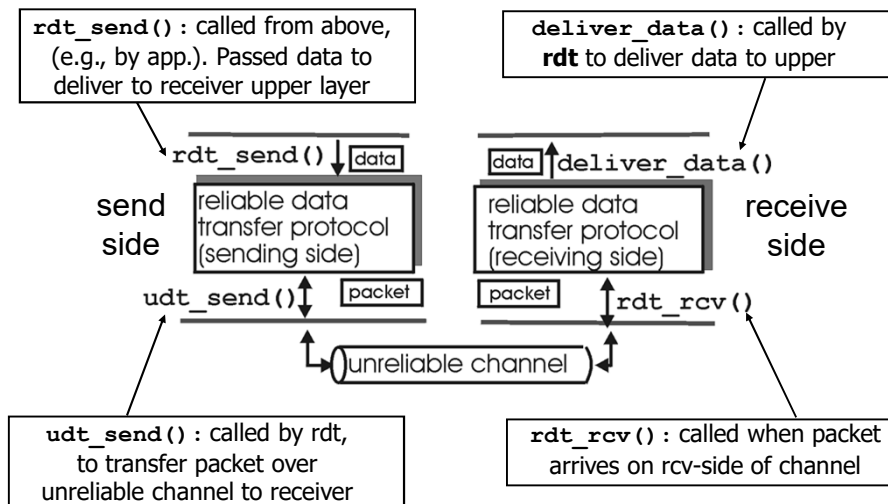 rdt_send(): called from above,
(e.g., by app.). Passed data to
deliver to receiver upper layer
deliver_data(): called by
rdt to deliver data to upper
rdt_send()
data
data
deliver_data()
send
side
reliable data
transfer protocol
(sending side)
reliable data
transfer protocol
(receiving side)
receive
side
udt_send()
packet
packet
rdt_rcv()
unreliable channel
udt_send(): called by rdt,
to transfer packet over
unreliable channel to receiver
rdt_rcv(): called when packet
arrives on rcv-side of channel